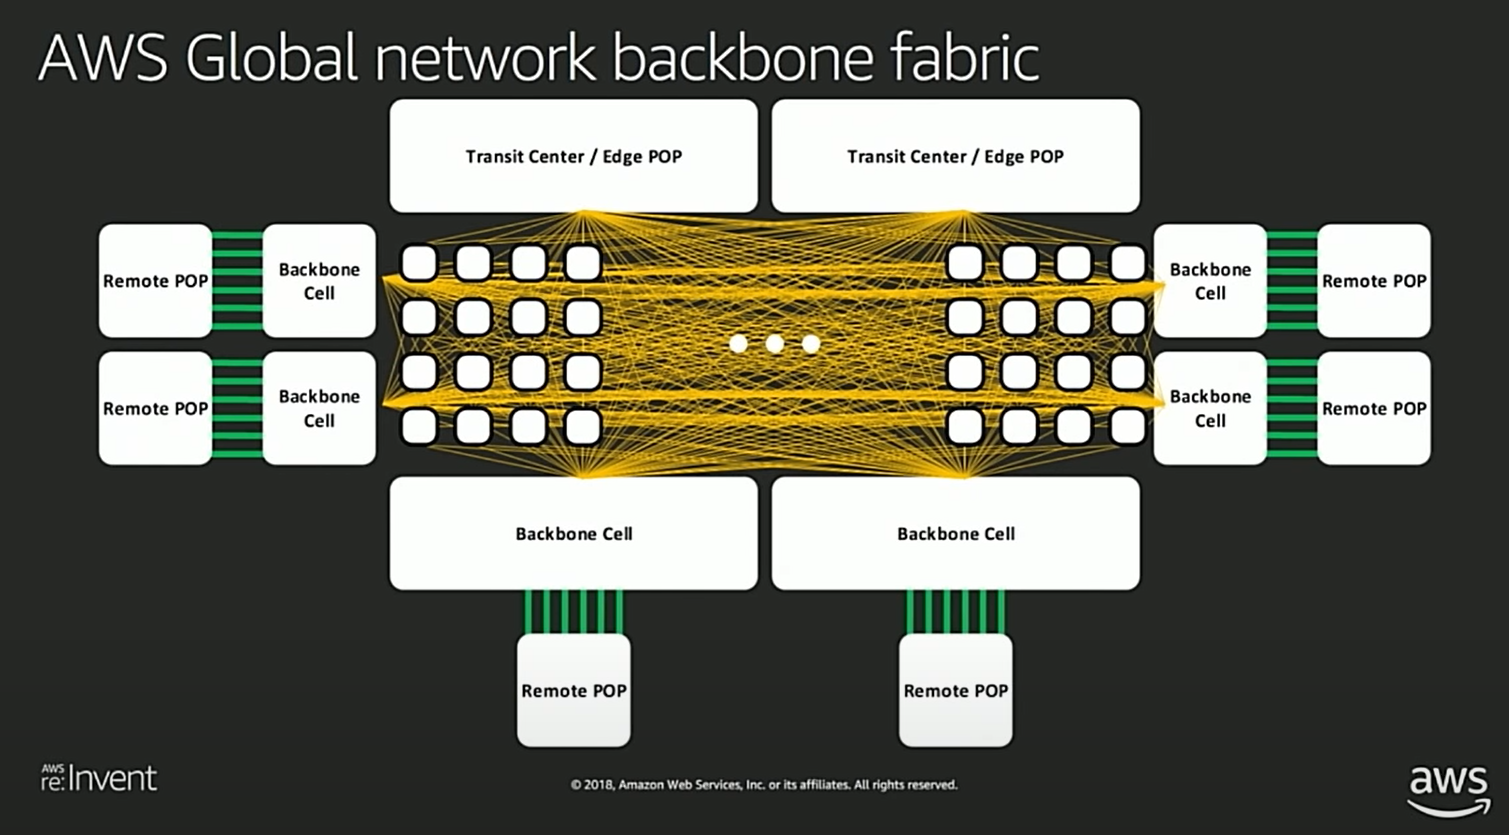 AWS Global network backbone fabric
Transit Center / Edge POP
Transit Center / Edge POP
Remote POP
Backbone
Cell
Backbone
Cell
Remote POP
Remote POP
Backbone
Cell
Backbone
Cell
Remote POP
Backbone Cell
Backbone Cell
Remote POP
Remote POP
AWS
re:Invent
© 2018, Amazon Web Services, Inc. or its affiliates. All rights reserved.
aws